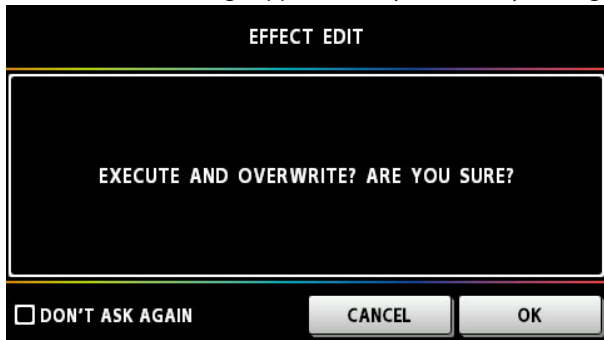 EFFECT EDIT
EXECUTE AND OVERWRITE? ARE YOU SURE?
DON'T ASK AGAIN
CANCEL
OK